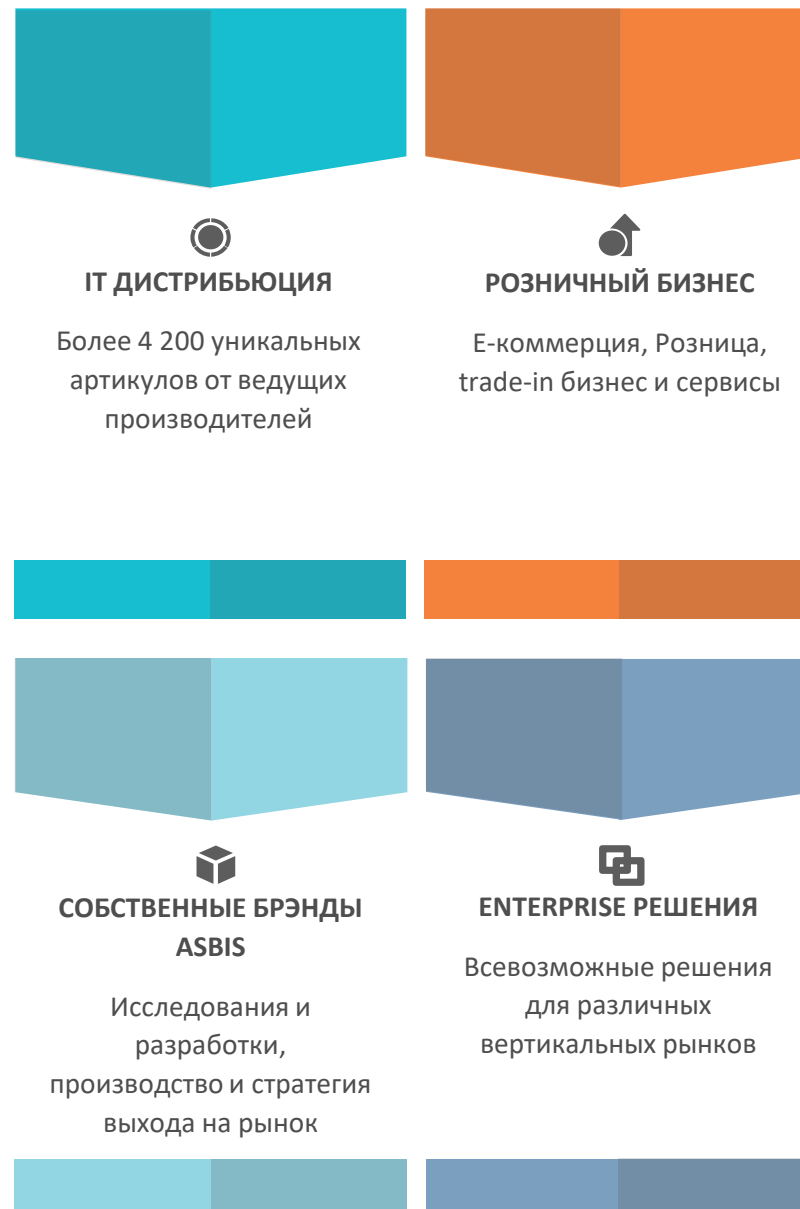 IT ДИСТРИБЬЮЦИЯ
Более 4 200 уникальных
артикулов от ведущих
производителей
РОЗНИЧНЫЙ БИЗНЕС
Е-коммерция, Розница,
trade-in бизнес и сервисы
СОБСТВЕННЫЕ БРЭНДЫ
ASBIS
Исследования и
разработки,
производство и стратегия
выхода на рынок
ENTERPRISE РЕШЕНИЯ
Всевозможные решения
для различных
вертикальных рынков